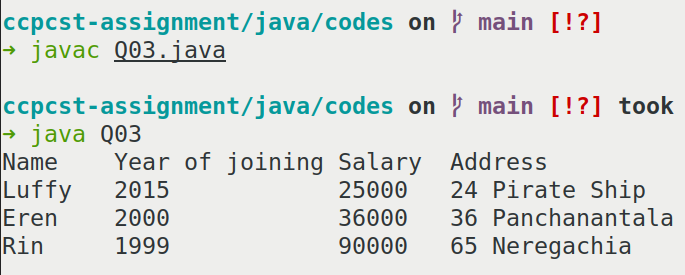 ccpcst-assignment/java/codes on  main [!?]
→ javac Q03.java
ccpcst-assignment/java/codes on  main [!?] took
→ java Q03
Name    Year of joining Salary  Address
Luffy   2015            25000   24 Pirate Ship
Eren    2000            36000   36 Panchanantala
Rin     1999            90000   65 Neregachia